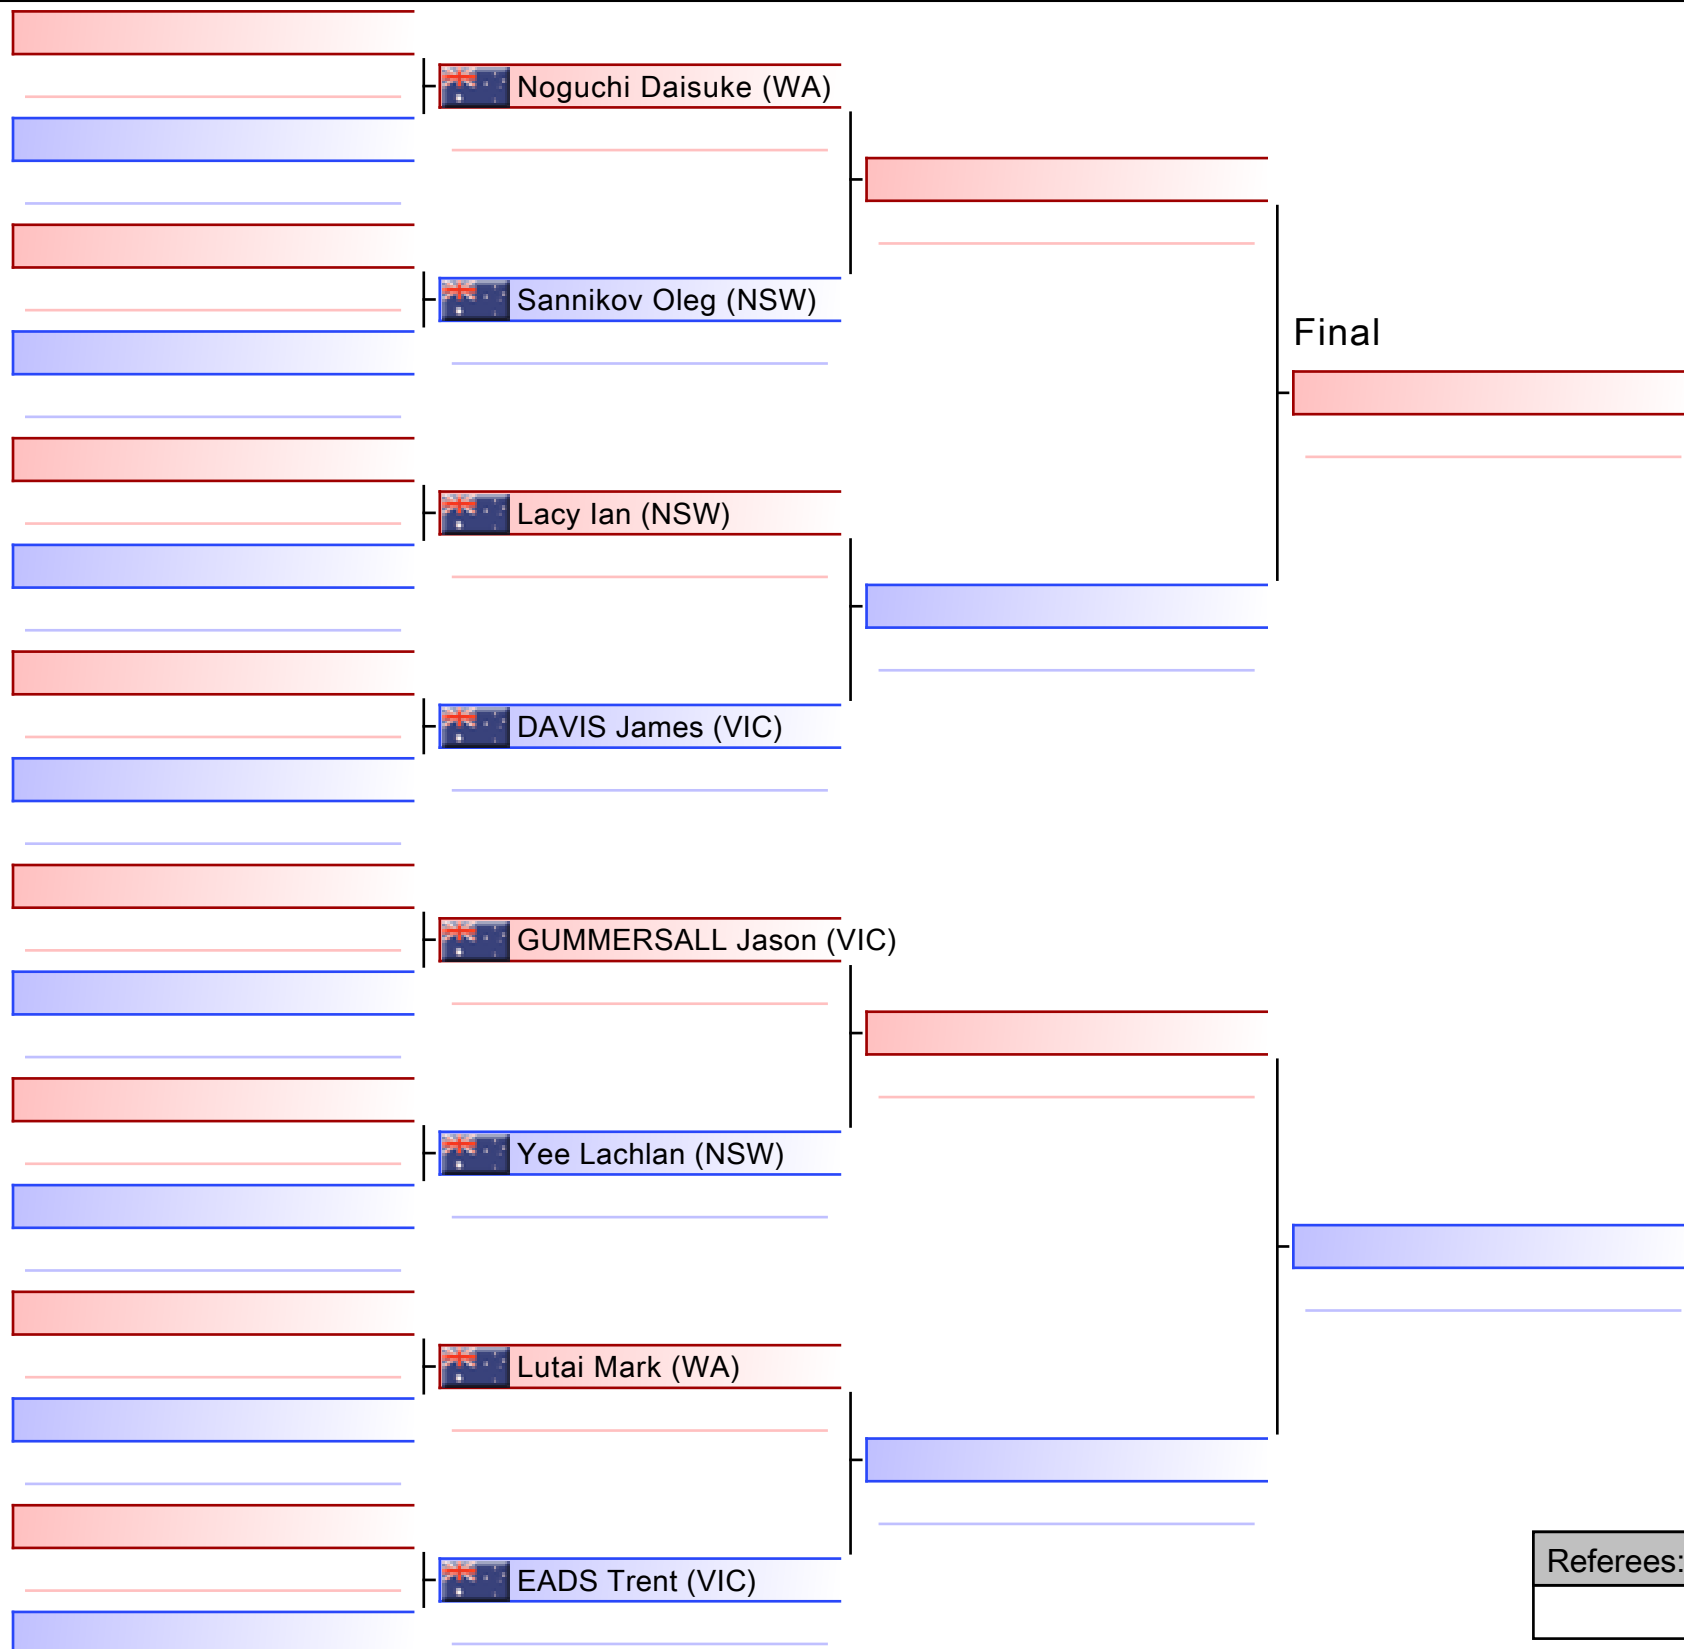 Noguchi Daisuke (WA)
Sannikov Oleg (NSW)
Final
Lacy Ian (NSW)
DAVIS James (VIC)
GUMMERSALL Jason (VIC)
Yee Lachlan (NSW)
Lutai Mark (WA)
EADS Trent (VIC)
Referees: